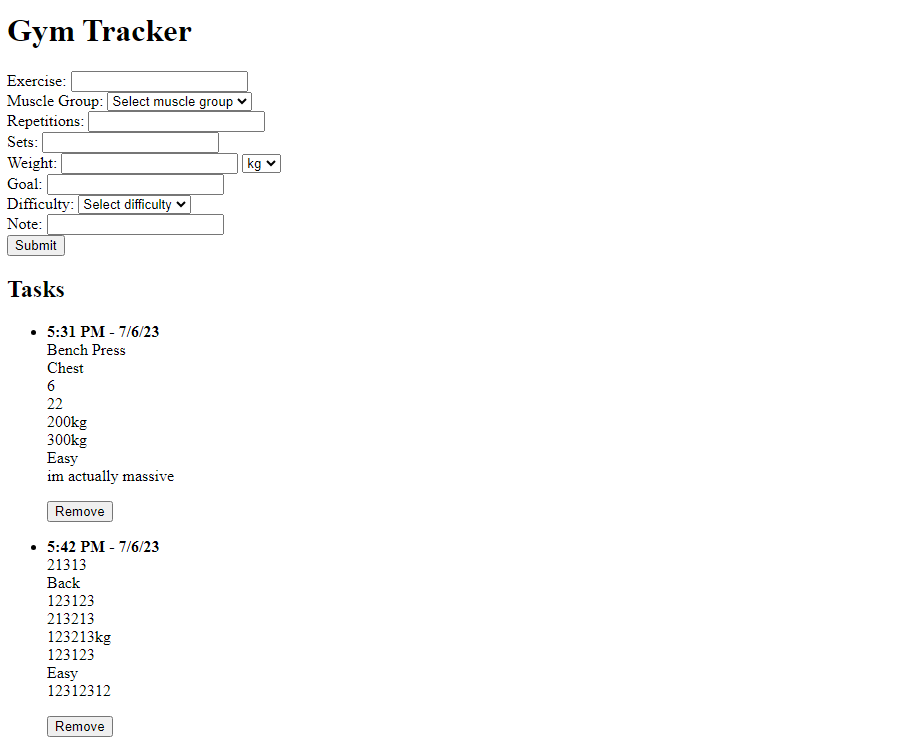 Gym Tracker
Exercise:
Muscle Group: Select muscle group
Repetitions:
Sets:
Weight: kg
Goal:
Difficulty: Select difficulty
Note:
Submit
Tasks
5:31 PM - 7/6/23
Bench Press
Chest
6
22
200kg
300kg
Easy
im actually massive
Remove
5:42 PM - 7/6/23
21313
Back
123123
213213
123213kg
123123
Easy
12312312
Remove